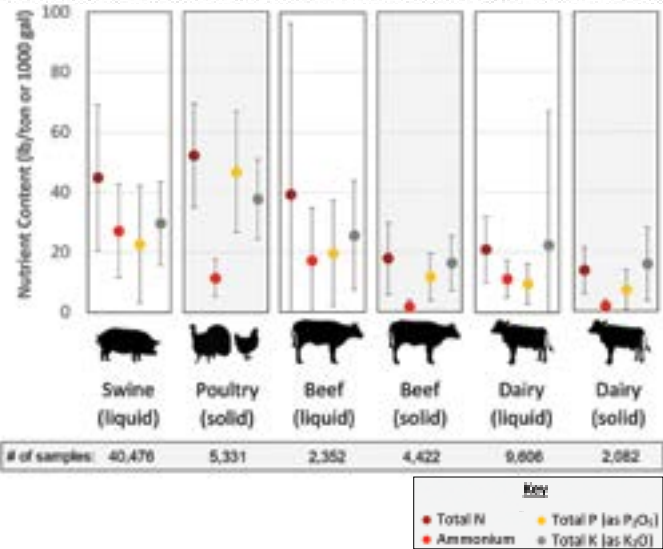 Nutrient Content (lb/ton or 1000 gal)
100
80
60
40
20
0
Swine
(liquid)
Poultry
(solid)
Beef
(liquid)
Beef
(solid)
Dairy
(liquid)
Dairy
(solid)
# of samples: 40,476 5,331 2,352 4,422 9,606 2,082
Key
Total N
Total P (as P₂O₅)
Ammonium
Total K (as K₂O)